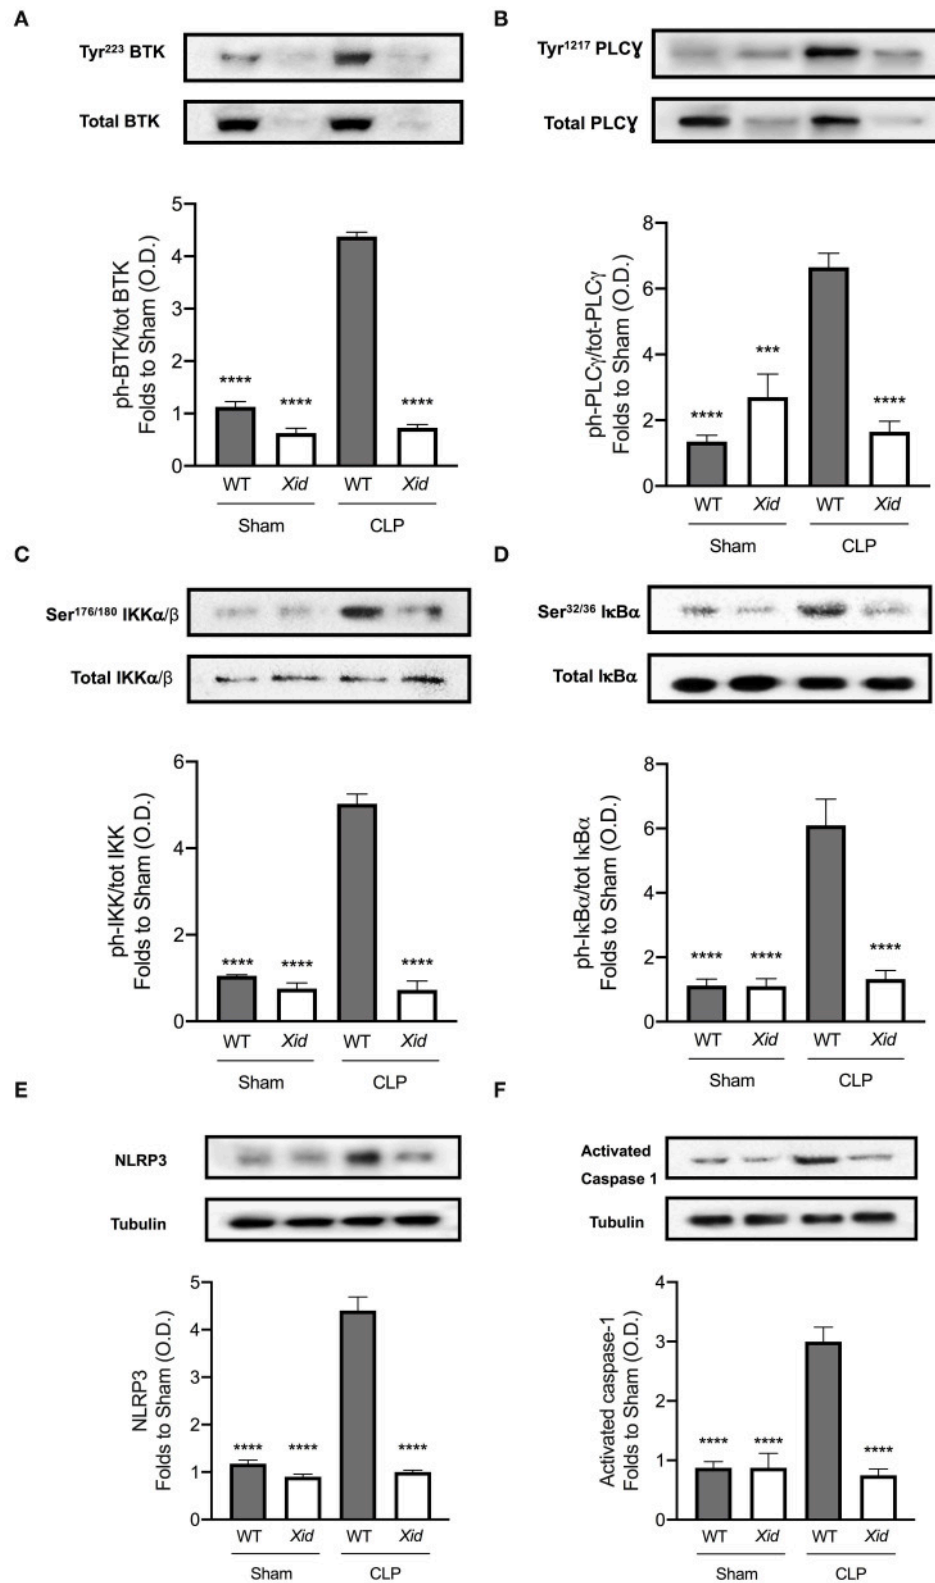 A
Tyr²²³ BTK
Total BTK
ph-BTK/tot BTK
Folds to Sham (O.D.)
5
4
3
2
1
0
****
****
****
WT
Xid
WT
Xid
Sham
CLP
B
Tyr¹²¹⁷ PLCɣ
Total PLCɣ
ph-PLCγ/tot-PLCγ
Folds to Sham (O.D.)
8
6
4
2
0
****
***
****
WT
Xid
WT
Xid
Sham
CLP
C
Ser¹⁷⁶/¹⁸⁰ IKKα/β
Total IKKα/β
ph-IKK/tot IKK
Folds to Sham (O.D.)
6
4
2
0
****
****
****
WT
Xid
WT
Xid
Sham
CLP
D
Ser³²/³⁶ IκBα
Total IκBα
ph-IκBα/tot IκBα
Folds to Sham (O.D.)
8
6
4
2
0
****
****
****
WT
Xid
WT
Xid
Sham
CLP
E
NLRP3
Tubulin
NLRP3
Folds to Sham (O.D.)
5
4
3
2
1
0
****
****
****
WT
Xid
WT
Xid
Sham
CLP
F
Activated
Caspase 1
Tubulin
Activated caspase-1
Folds to Sham (O.D.)
4
3
2
1
0
****
****
****
WT
Xid
WT
Xid
Sham
CLP